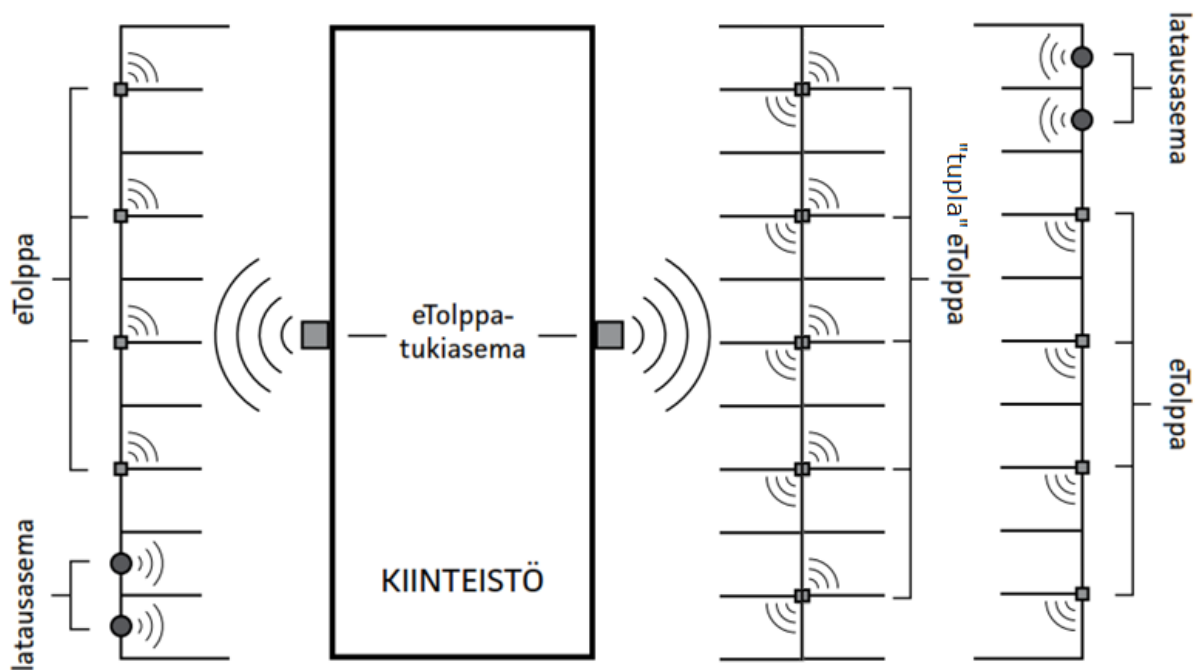 eTolppa
latausasema
eTolppa-
tukiasema
KIINTEISTÖ
"tupla" eTolppa
latausasema
eTolppa